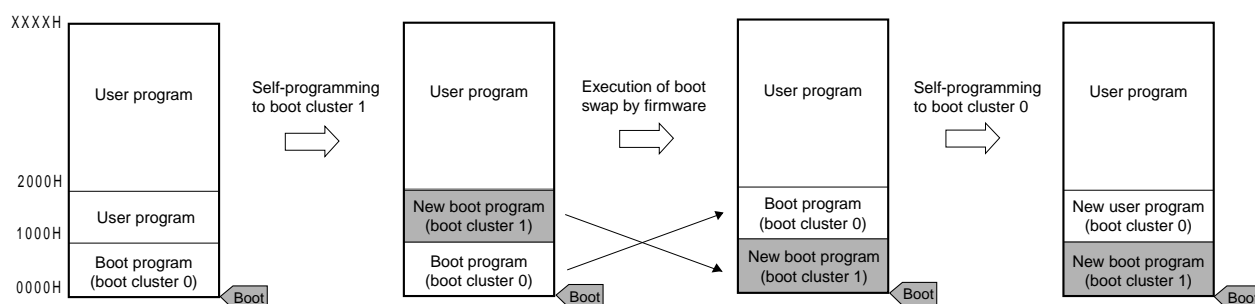 XXXXH
User program
2000H
User program
1000H
Boot program
(boot cluster 0)
0000H
Boot
Self-programming
to boot cluster 1
User program
New boot program
(boot cluster 1)
Boot program
(boot cluster 0)
Boot
Execution of boot
swap by firmware
User program
Boot program
(boot cluster 0)
New boot program
(boot cluster 1)
Boot
Self-programming
to boot cluster 0
User program
New user program
(boot cluster 0)
New boot program
(boot cluster 1)
Boot